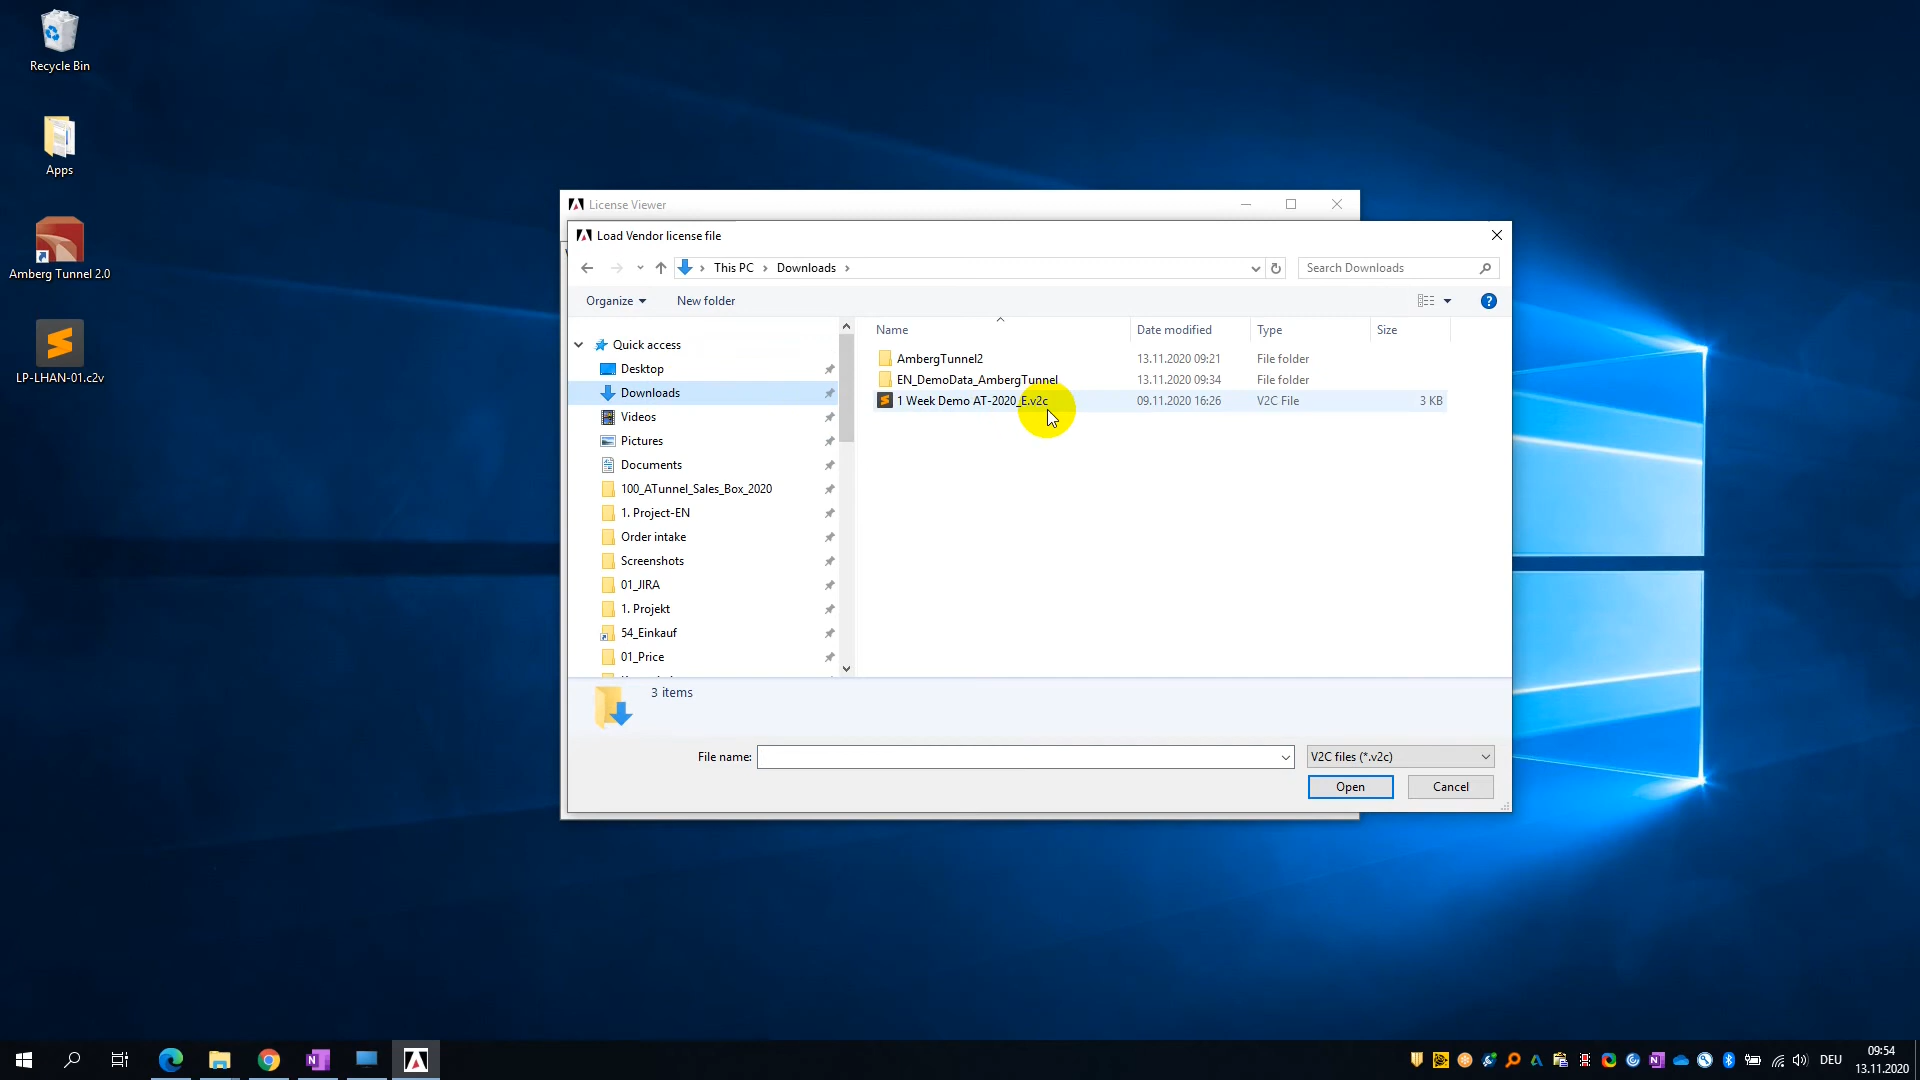 Recycle Bin
Apps
Amberg Tunnel 2.0
LP-LHAN-01.c2v
License Viewer
Load Vendor license file
This PC
Downloads
Search Downloads
Organize
New folder
?
Name
Date modified
Type
Size
Quick access
Desktop
Downloads
Videos
Pictures
Documents
100_ATunnel_Sales_Box_2020
1. Project-EN
Order intake
Screenshots
01_JIRA
1. Projekt
54_Einkauf
01_Price
AmbergTunnel2 13.11.2020 09:21 File folder
EN_DemoData_AmbergTunnel 13.11.2020 09:34 File folder
1 Week Demo AT-2020_E.v2c 09.11.2020 16:26 V2C File 3 KB
3 items
File name:
V2C files (*.v2c)
Open
Cancel
DEU
09:54
13.11.2020